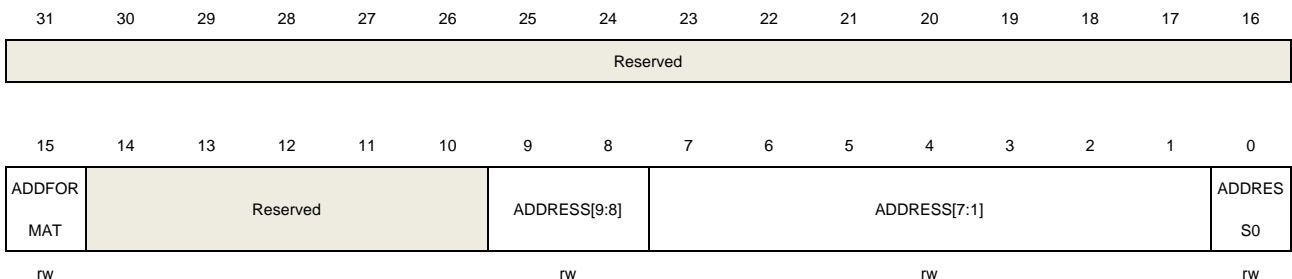 31 30 29 28 27 26 25 24 23 22 21 20 19 18 17 16
Reserved
15 14 13 12 11 10 9 8 7 6 5 4 3 2 1 0
ADDFOR
MAT
Reserved
ADDRESS[9:8]
ADDRESS[7:1]
ADDRES
S0
rw rw rw rw